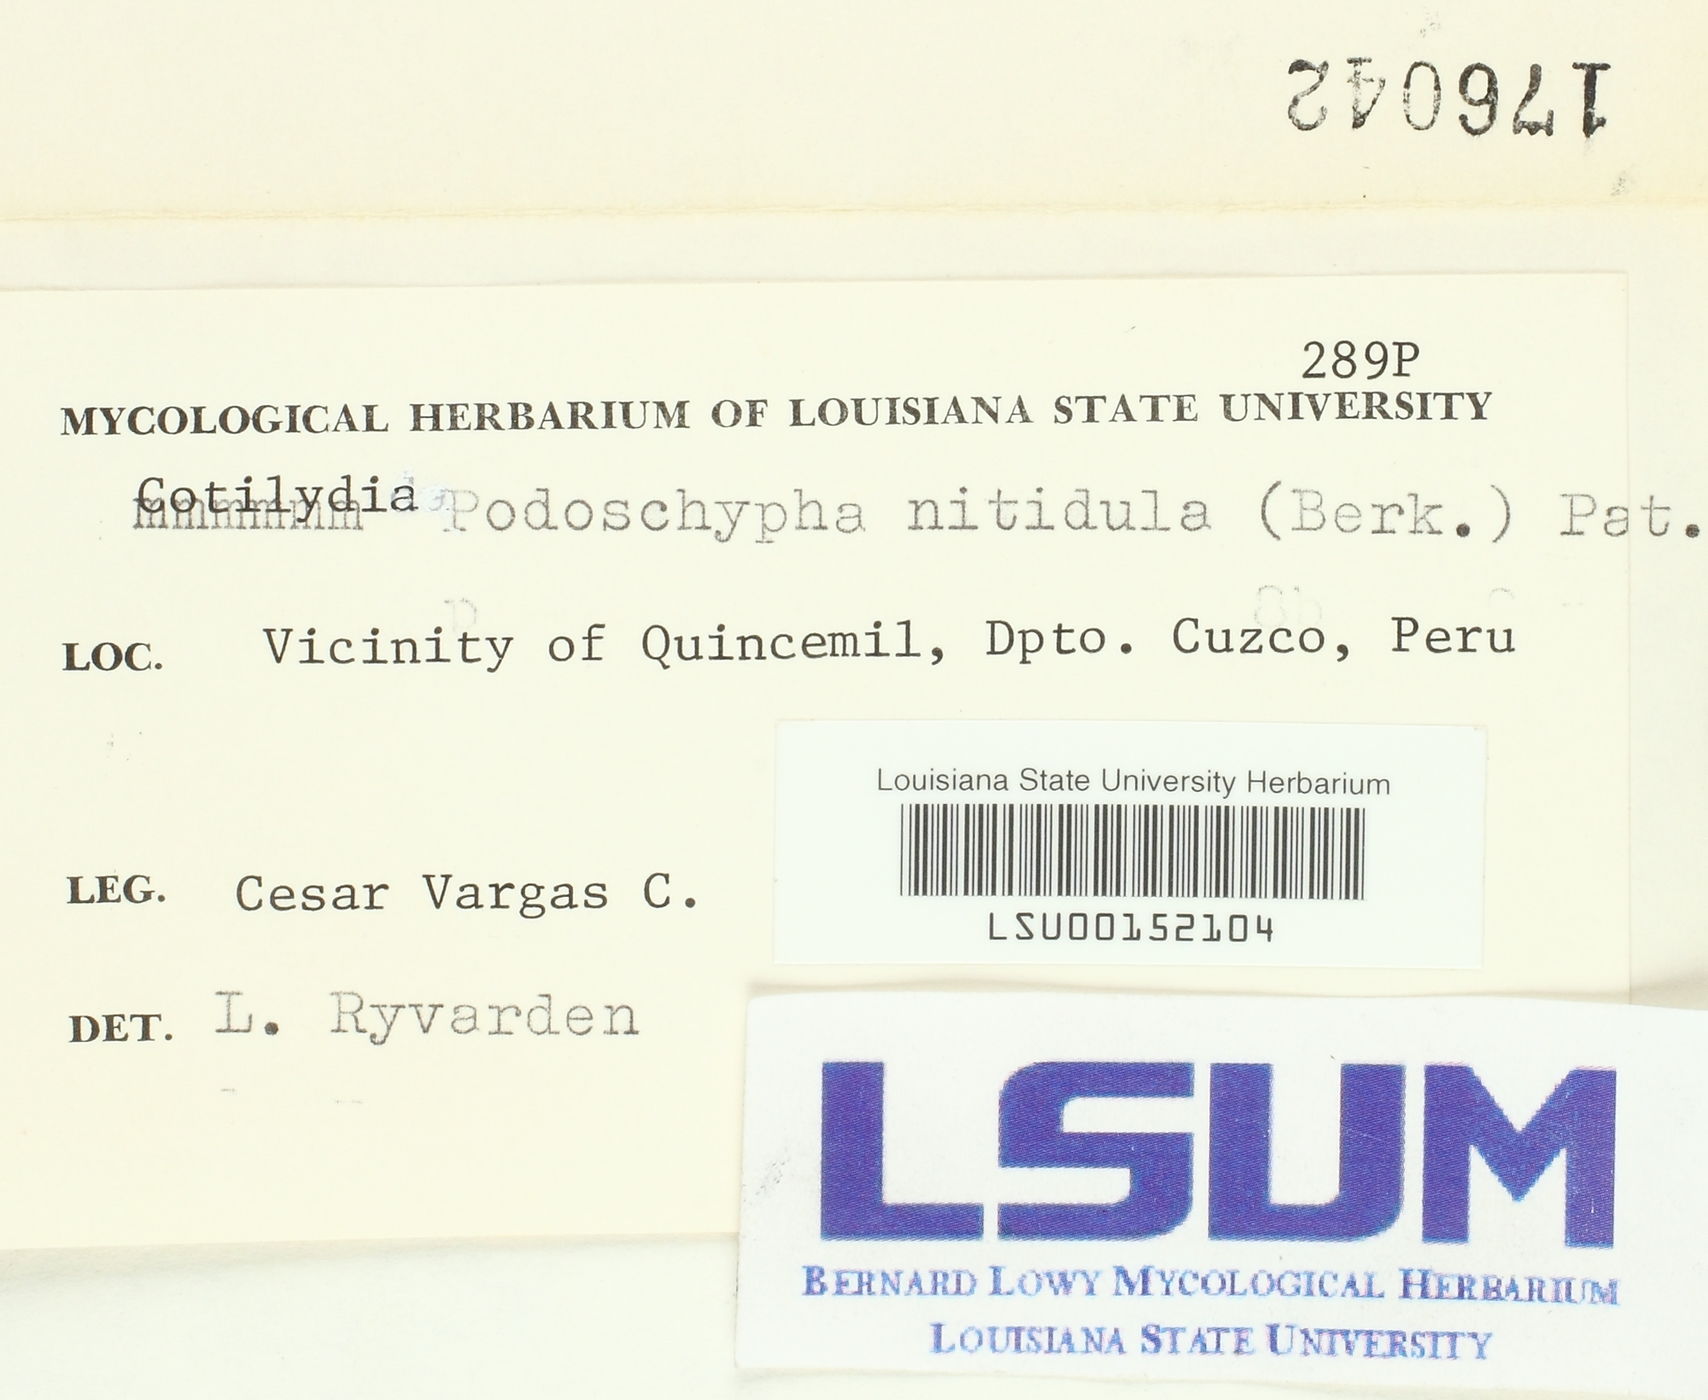 176042
289P
MYCOLOGICAL HERBARIUM OF LOUISIANA STATE UNIVERSITY
Cotilydia Podoschypha nitidula (Berk.) Pat.
LOC. Vicinity of Quincemil, Dpto. Cuzco, Peru
Louisiana State University Herbarium
LSU00152104
LEG. Cesar Vargas C.
DET. L. Ryvarden
LSUM
BERNARD LOWY MYCOLOGICAL HERBARIUM
LOUISIANA STATE UNIVERSITY